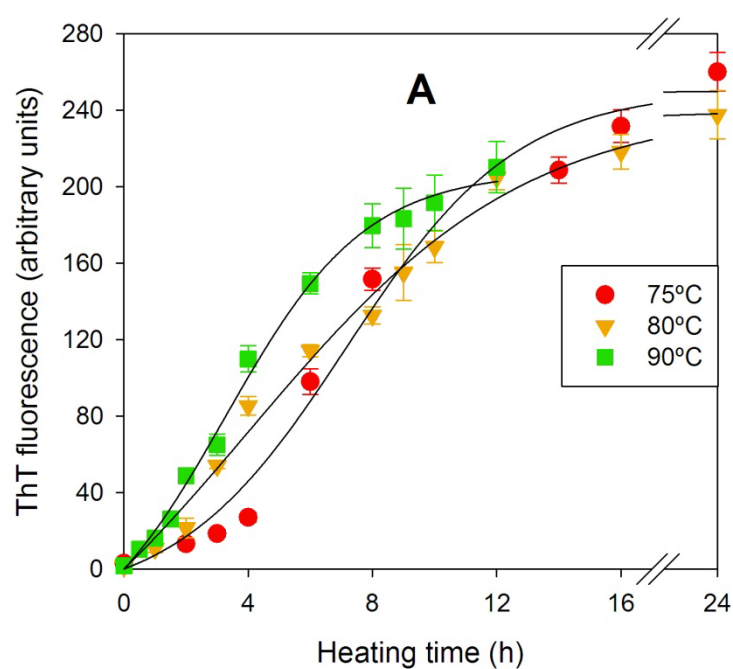 280
240
200
160
120
80
40
0
ThT fluorescence (arbitrary units)
A
75ºC
80ºC
90ºC
0 4 8 12 16 24
Heating time (h)